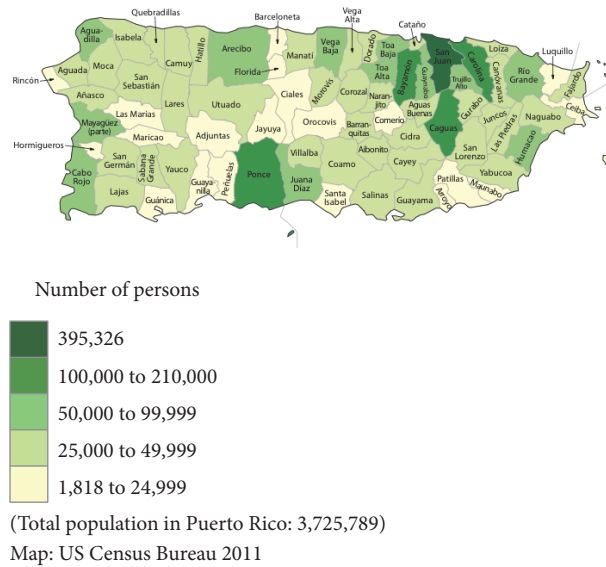 Quebradillas
Barceloneta
Vega
Alta
Cataño
Agua-
dilla
Isabela
Camuy
Hatillo
Arecibo
Manatí
Vega
Baja
Dorado
Toa
Baja
San
Juan
Carolina
Loiza
Luquillo
Rincón
Aguada
Moca
San
Sebastián
Florida
Morovis
Corozal
Toa
Alta
Bayamón
Guaynabo
Trujillo
Alto
Canóvanas
Río
Grande
Fajardo
Añasco
Lares
Utuado
Ciales
Naran-
jito
Aguas
Buenas
Gurabo
Ceiba
Mayagüez
(parte)
Las Marías
Maricao
Adjuntas
Jayuya
Orocovis
Barran-
quitas
Comerío
Cidra
Caguas
Juncos
Las Piedras
Naguabo
Humacao
Hormigueros
San
Germán
Sabana
Grande
Yauco
Guaya
nilla
Peñuelas
Ponce
Villalba
Juana
Díaz
Coamo
Aibonito
Cayey
San
Lorenzo
Yabucoa
Cabo
Rojo
Lajas
Guánica
Santa
Isabel
Salinas
Guayama
Arroyo
Patillas
Maunabo
Number of persons
395,326
100,000 to 210,000
50,000 to 99,999
25,000 to 49,999
1,818 to 24,999
(Total population in Puerto Rico: 3,725,789)
Map: US Census Bureau 2011